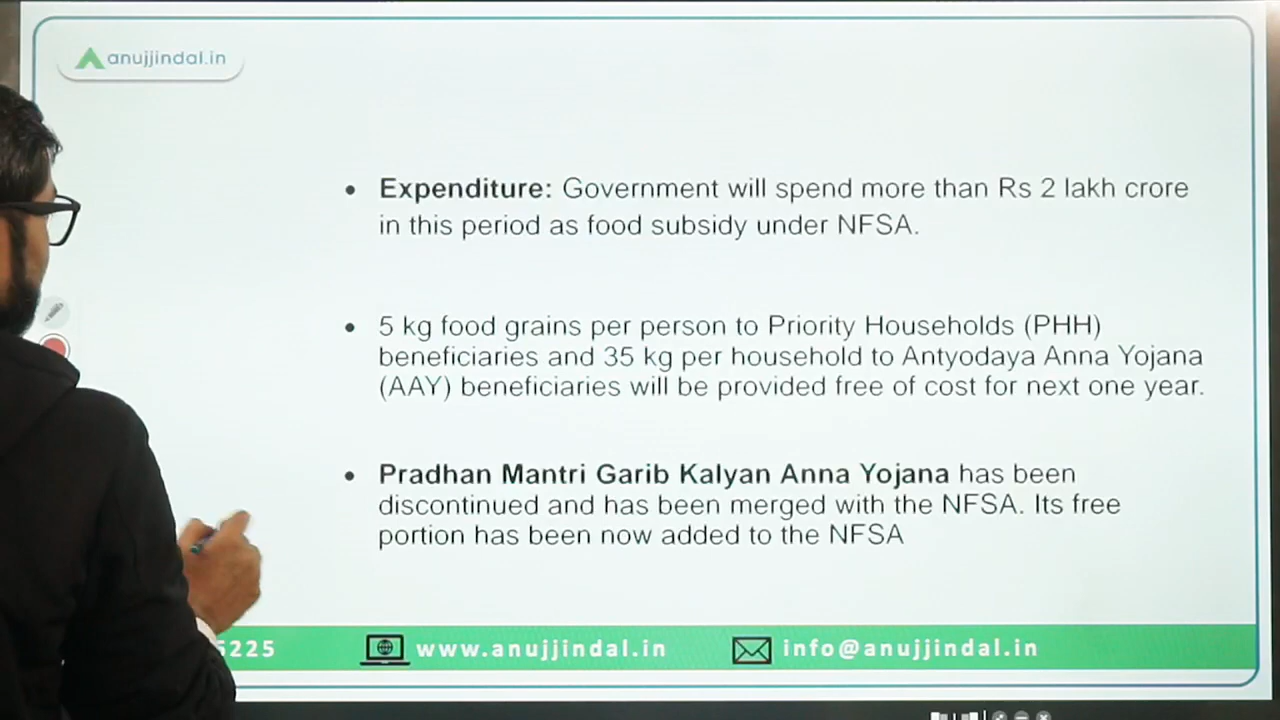 anujjindal.in
• Expenditure: Government will spend more than Rs 2 lakh crore
in this period as food subsidy under NFSA.
• 5 kg food grains per person to Priority Households (PHH)
beneficiaries and 35 kg per household to Antyodaya Anna Yojana
(AAY) beneficiaries will be provided free of cost for next one year.
• Pradhan Mantri Garib Kalyan Anna Yojana has been
discontinued and has been merged with the NFSA. Its free
portion has been now added to the NFSA
5225 www.anujjindal.in info@anujjindal.in